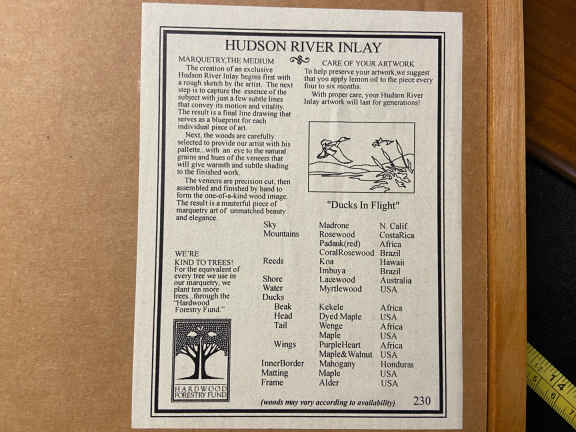 HUDSON RIVER INLAY
MARQUETRY,THE MEDIUM
The creation of an exclusive
Hudson River Inlay begins first with
a rough sketch by the artist. The next
step is to capture the essence of the
subject with just a few subtle lines
that convey its motion and vitality.
The result is a final line drawing that
serves as a blueprint for each
individual piece of art.
Next, the woods are carefully
selected to provide our artist with his
pallette...with an eye to the natural
grains and hues of the veneers that
will give warmth and subtle shading
to the finished work.
The veneers are precision cut, then
assembled and finished by hand to
form the one-of-a-kind wood image.
The result is a masterful piece of
marquetry art of unmatched beauty
and elegance.
CARE OF YOUR ARTWORK
To help preserve your artwork,we suggest
that you apply lemon oil to the piece every
four to six months.
With proper care, your Hudson River
Inlay artwork will last for generations!
"Ducks In Flight"
Sky Madrone N. Calif.
Mountains Rosewood CostaRica
Padauk(red) Africa
CoralRosewood Brazil
Reeds Koa Hawaii
Imbuya Brazil
Shore Lacewood Australia
Water Myrtlewood USA
Ducks
Beak Kekele Africa
Head Dyed Maple USA
Tail Wenge Africa
Maple USA
Wings PurpleHeart Africa
Maple&Walnut USA
InnerBorder Mahogany Honduras
Matting Maple USA
Frame Alder USA
WE'RE
KIND TO TREES!
For the equivalent of
every tree we use in
our marquetry, we
plant ten more
trees...through the
"Hardwood
Forestry Fund."
HARDWOOD
FORESTRY FUND
(woods may vary according to availability)
230
14